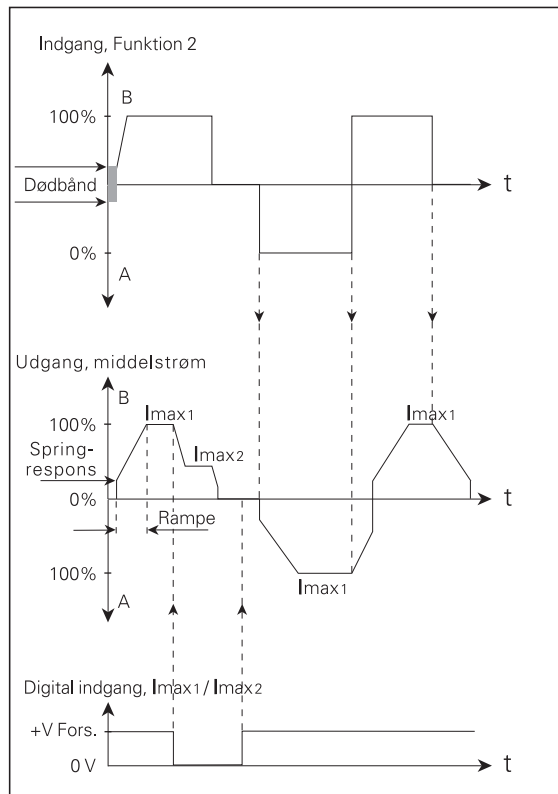 Indgang, Funktion 2
B
100%
Dødbånd
t
0%
A
Udgang, middelstrøm
B
100%
Imax1
Imax1
Imax2
Spring-
respons
0%
t
Rampe
100%
Imax1
A
Digital indgang, Imax1 / Imax2
+V Fors.
0 V
t